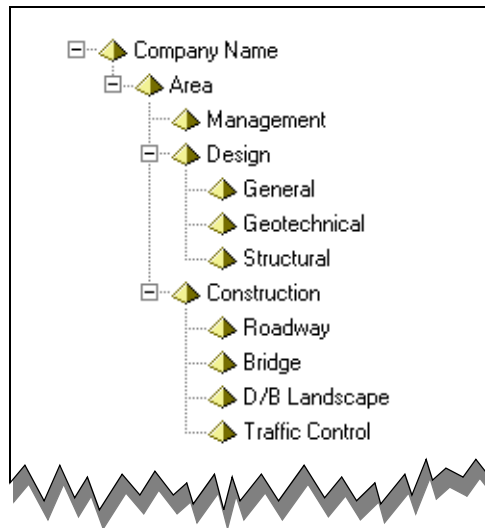 Company Name
Area
Management
Design
General
Geotechnical
Structural
Construction
Roadway
Bridge
D/B Landscape
Traffic Control